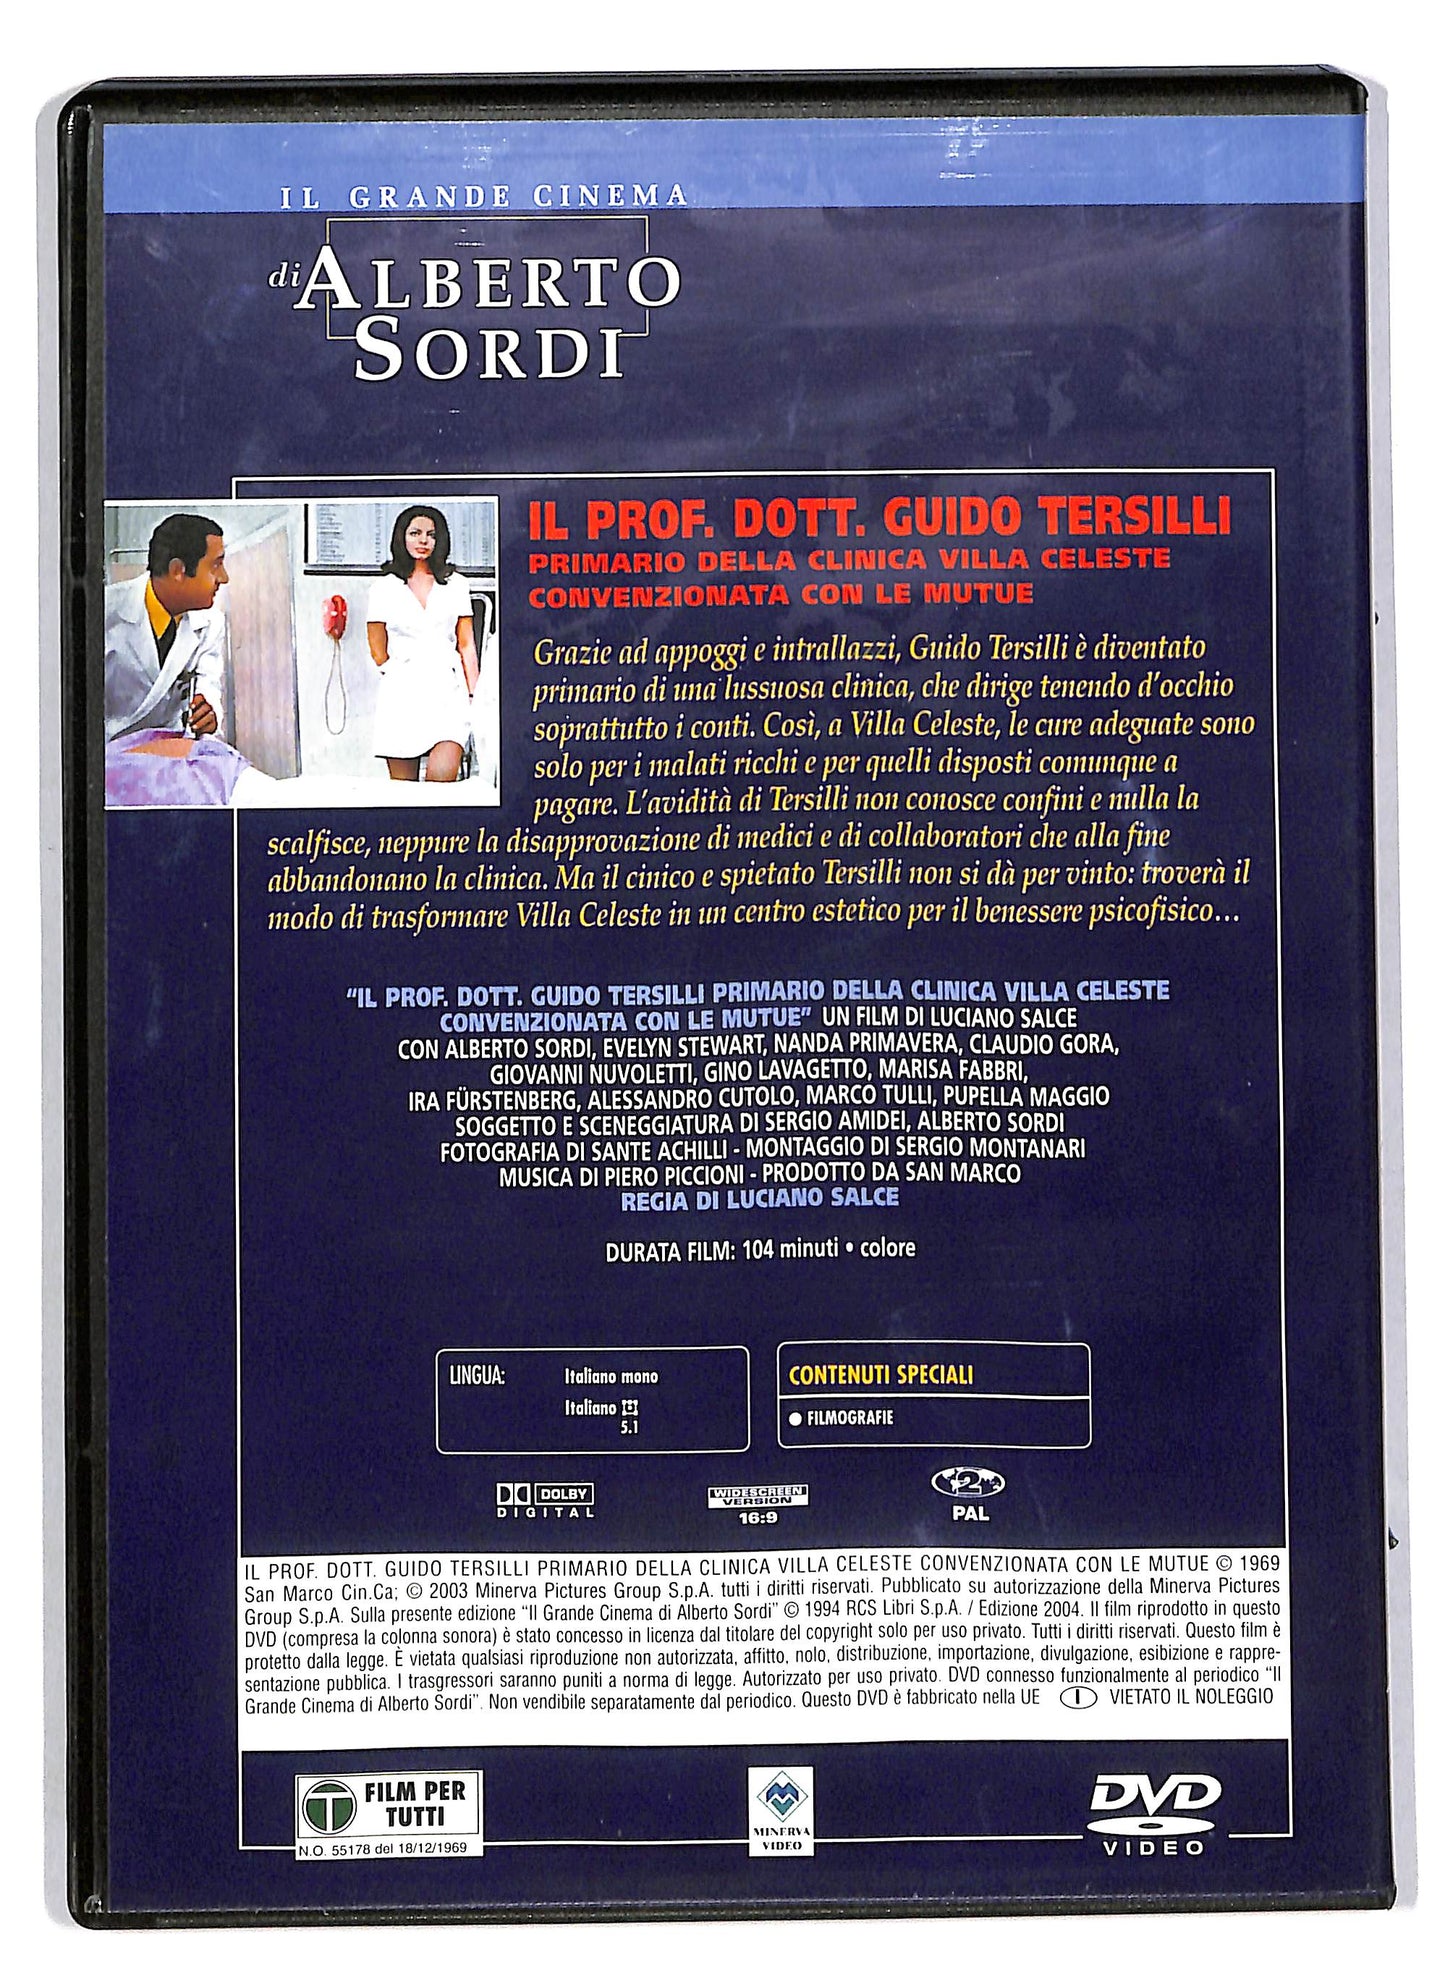 IL GRANDE CINEMA
di ALBERTO
SORDI
IL PROF. DOTT. GUIDO TERSILLI
PRIMARIO DELLA CLINICA VILLA CELESTE
CONVENZIONATA CON LE MUTUE
Grazie ad appoggi e intrallazzi, Guido Tersilli è diventato
primario di una lussuosa clinica, che dirige tenendo d'occhio
soprattutto i conti. Così, a Villa Celeste, le cure adeguate sono
solo per i malati ricchi e per quelli disposti comunque a
pagare. L'avidità di Tersilli non conosce confini e nulla la
scalfisce, neppure la disapprovazione di medici e di collaboratori che alla fine
abbandonano la clinica. Ma il cinico e spietato Tersilli non si dà per vinto: troverà il
modo di trasformare Villa Celeste in un centro estetico per il benessere psicofisico...
"IL PROF. DOTT. GUIDO TERSILLI PRIMARIO DELLA CLINICA VILLA CELESTE
CONVENZIONATA CON LE MUTUE" UN FILM DI LUCIANO SALCE
CON ALBERTO SORDI, EVELYN STEWART, NANDA PRIMAVERA, CLAUDIO GORA,
GIOVANNI NUVOLETTI, GINO LAVAGETTO, MARISA FABBRI,
IRA FÜRSTENBERG, ALESSANDRO CUTOLO, MARCO TULLI, PUPELLA MAGGIO
SOGGETTO E SCENEGGIATURA DI SERGIO AMIDEI, ALBERTO SORDI
FOTOGRAFIA DI SANTE ACHILLI - MONTAGGIO DI SERGIO MONTANARI
MUSICA DI PIERO PICCIONI - PRODOTTO DA SAN MARCO
REGIA DI LUCIANO SALCE
DURATA FILM: 104 minuti • colore
LINGUA: Italiano mono
Italiano
5.1
CONTENUTI SPECIALI
● FILMOGRAFIE
DOLBY
DIGITAL
WIDESCREEN
VERSION
16:9
2
PAL
IL PROF. DOTT. GUIDO TERSILLI PRIMARIO DELLA CLINICA VILLA CELESTE CONVENZIONATA CON LE MUTUE © 1969
San Marco Cin.Ca; © 2003 Minerva Pictures Group S.p.A. tutti i diritti riservati. Pubblicato su autorizzazione della Minerva Pictures
Group S.p.A. Sulla presente edizione "Il Grande Cinema di Alberto Sordi" © 1994 RCS Libri S.p.A. / Edizione 2004. Il film riprodotto in questo
DVD (compresa la colonna sonora) è stato concesso in licenza dal titolare del copyright solo per uso privato. Tutti i diritti riservati. Questo film è
protetto dalla legge. È vietata qualsiasi riproduzione non autorizzata, affitto, nolo, distribuzione, importazione, divulgazione, esibizione e rappre-
sentazione pubblica. I trasgressori saranno puniti a norma di legge. Autorizzato per uso privato. DVD connesso funzionalmente al periodico "Il
Grande Cinema di Alberto Sordi". Non vendibile separatamente dal periodico. Questo DVD è fabbricato nella UE I VIETATO IL NOLEGGIO
T FILM PER
TUTTI
N.O. 55178 del 18/12/1969
MINERVA
VIDEO
DVD
VIDEO